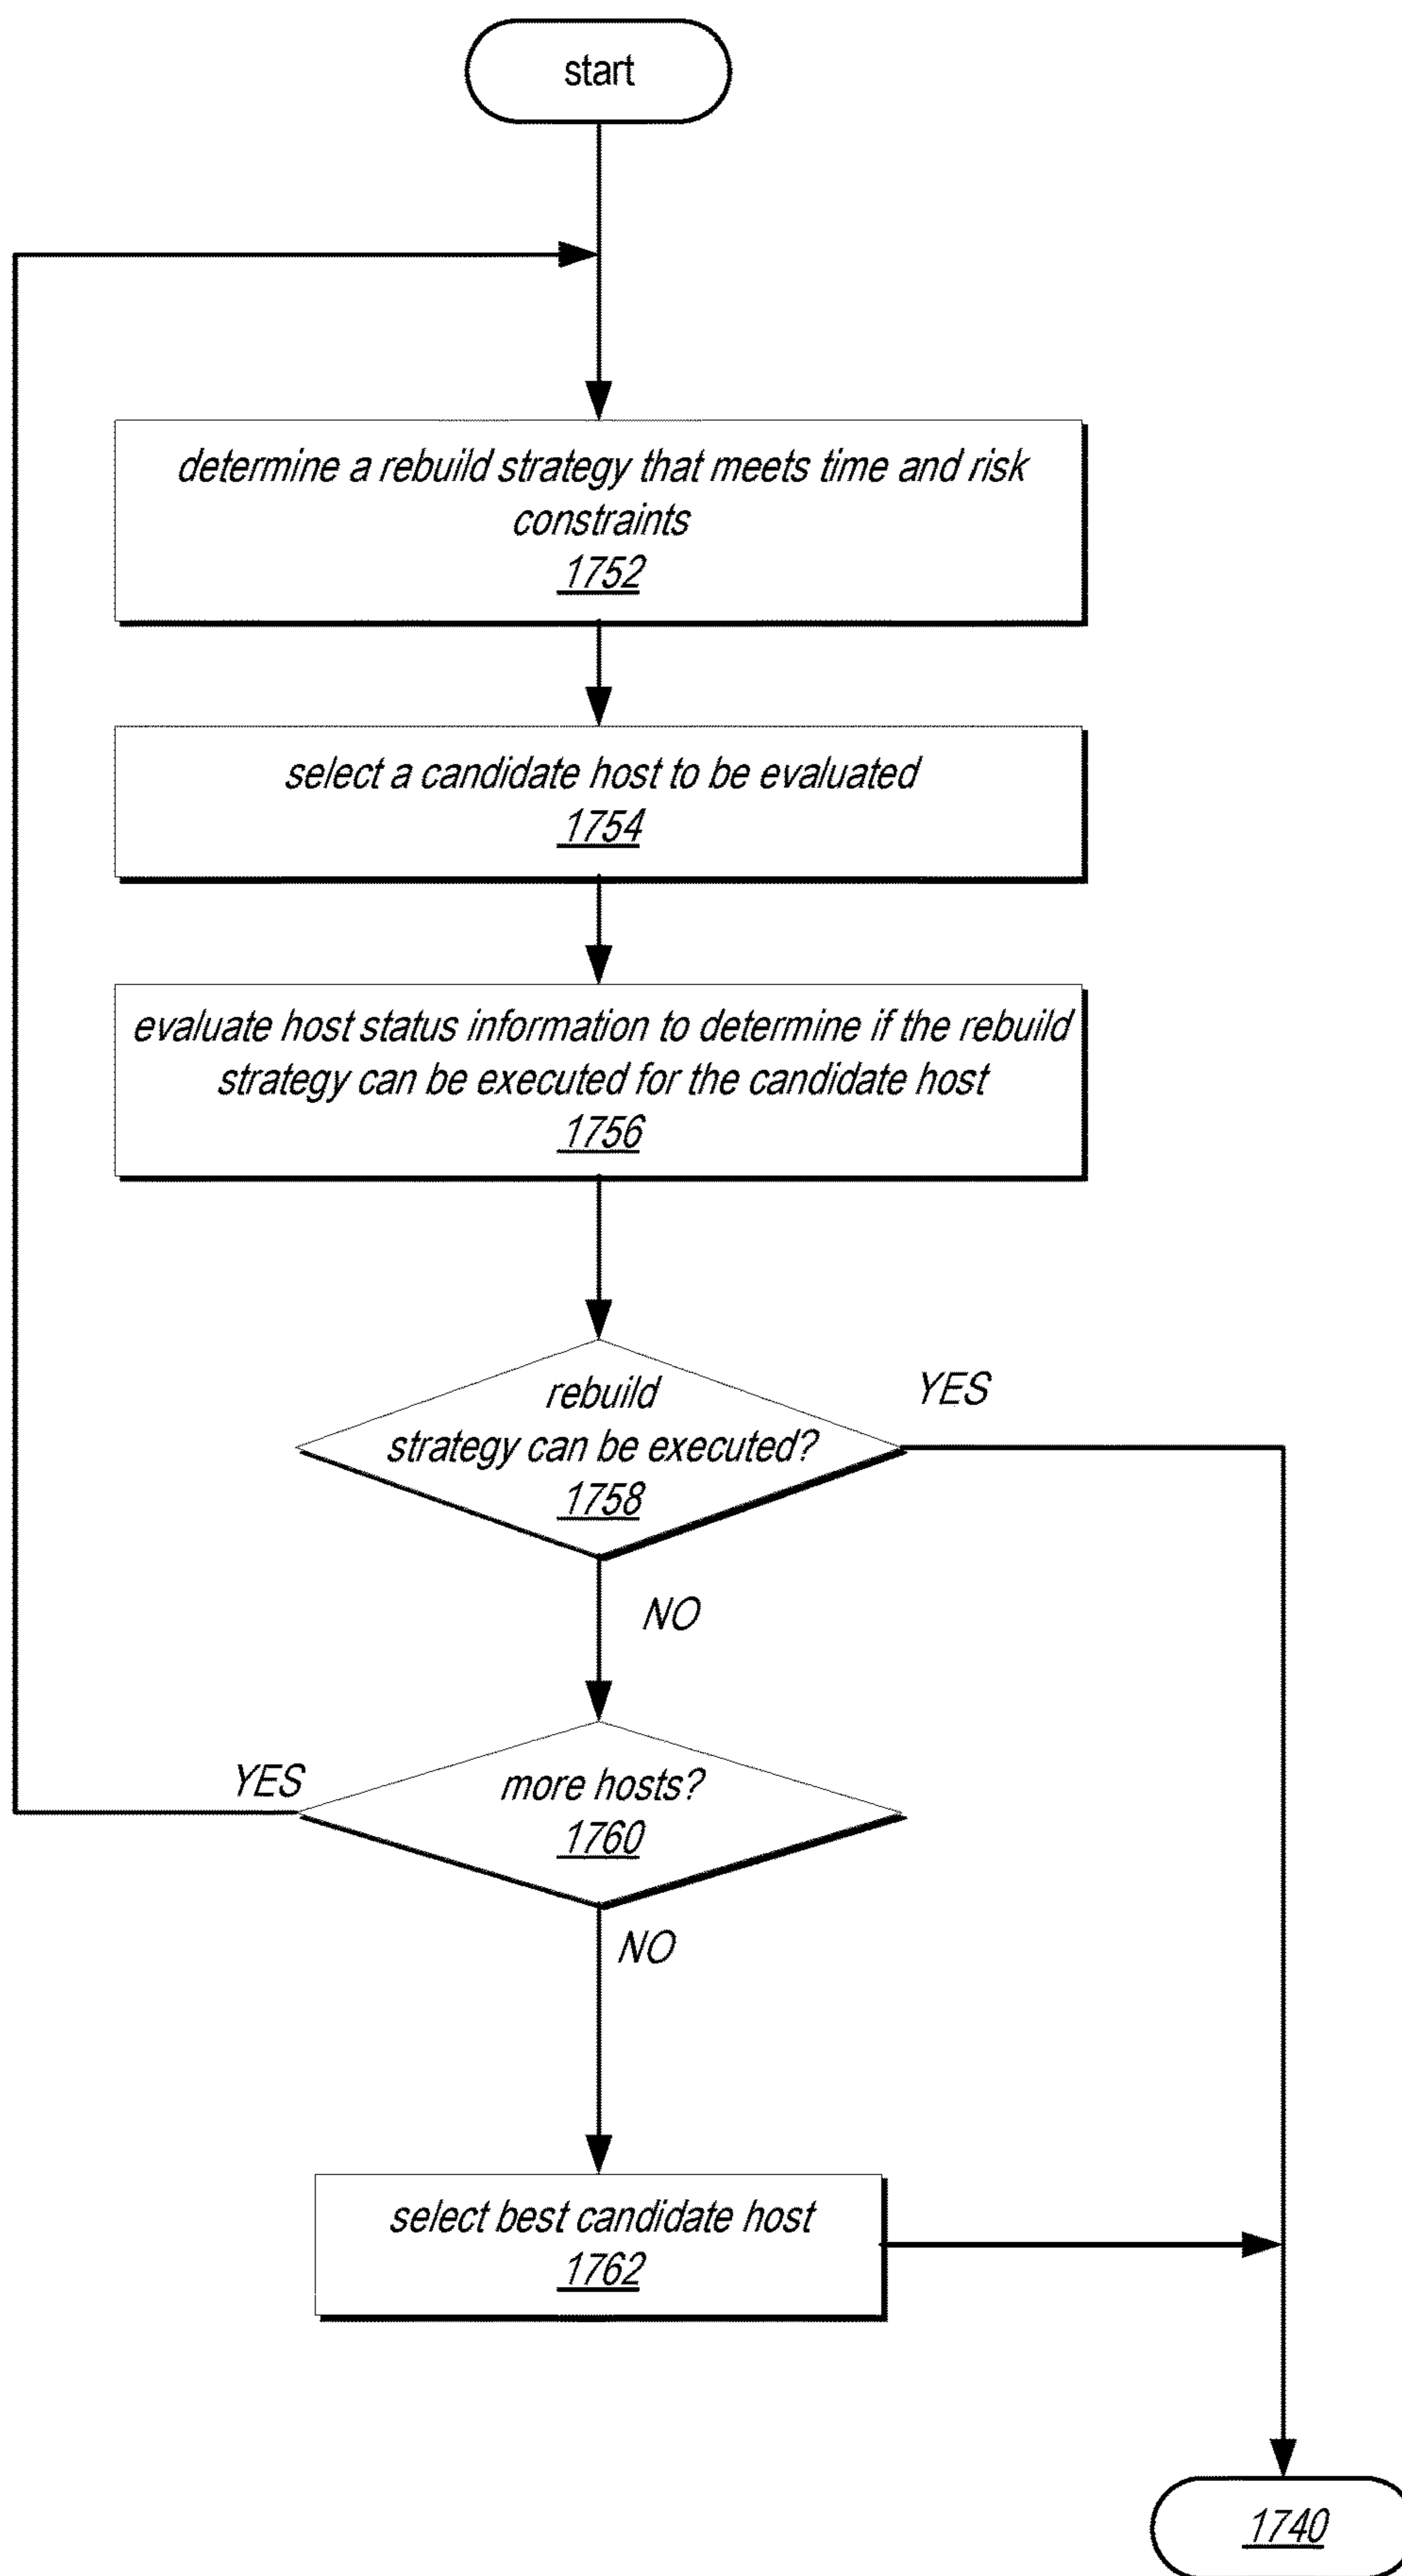 start
determine a rebuild strategy that meets time and risk
constraints
1752
select a candidate host to be evaluated
1754
evaluate host status information to determine if the rebuild
strategy can be executed for the candidate host
1756
rebuild
strategy can be executed?
1758
YES
NO
YES
more hosts?
1760
NO
select best candidate host
1762
1740